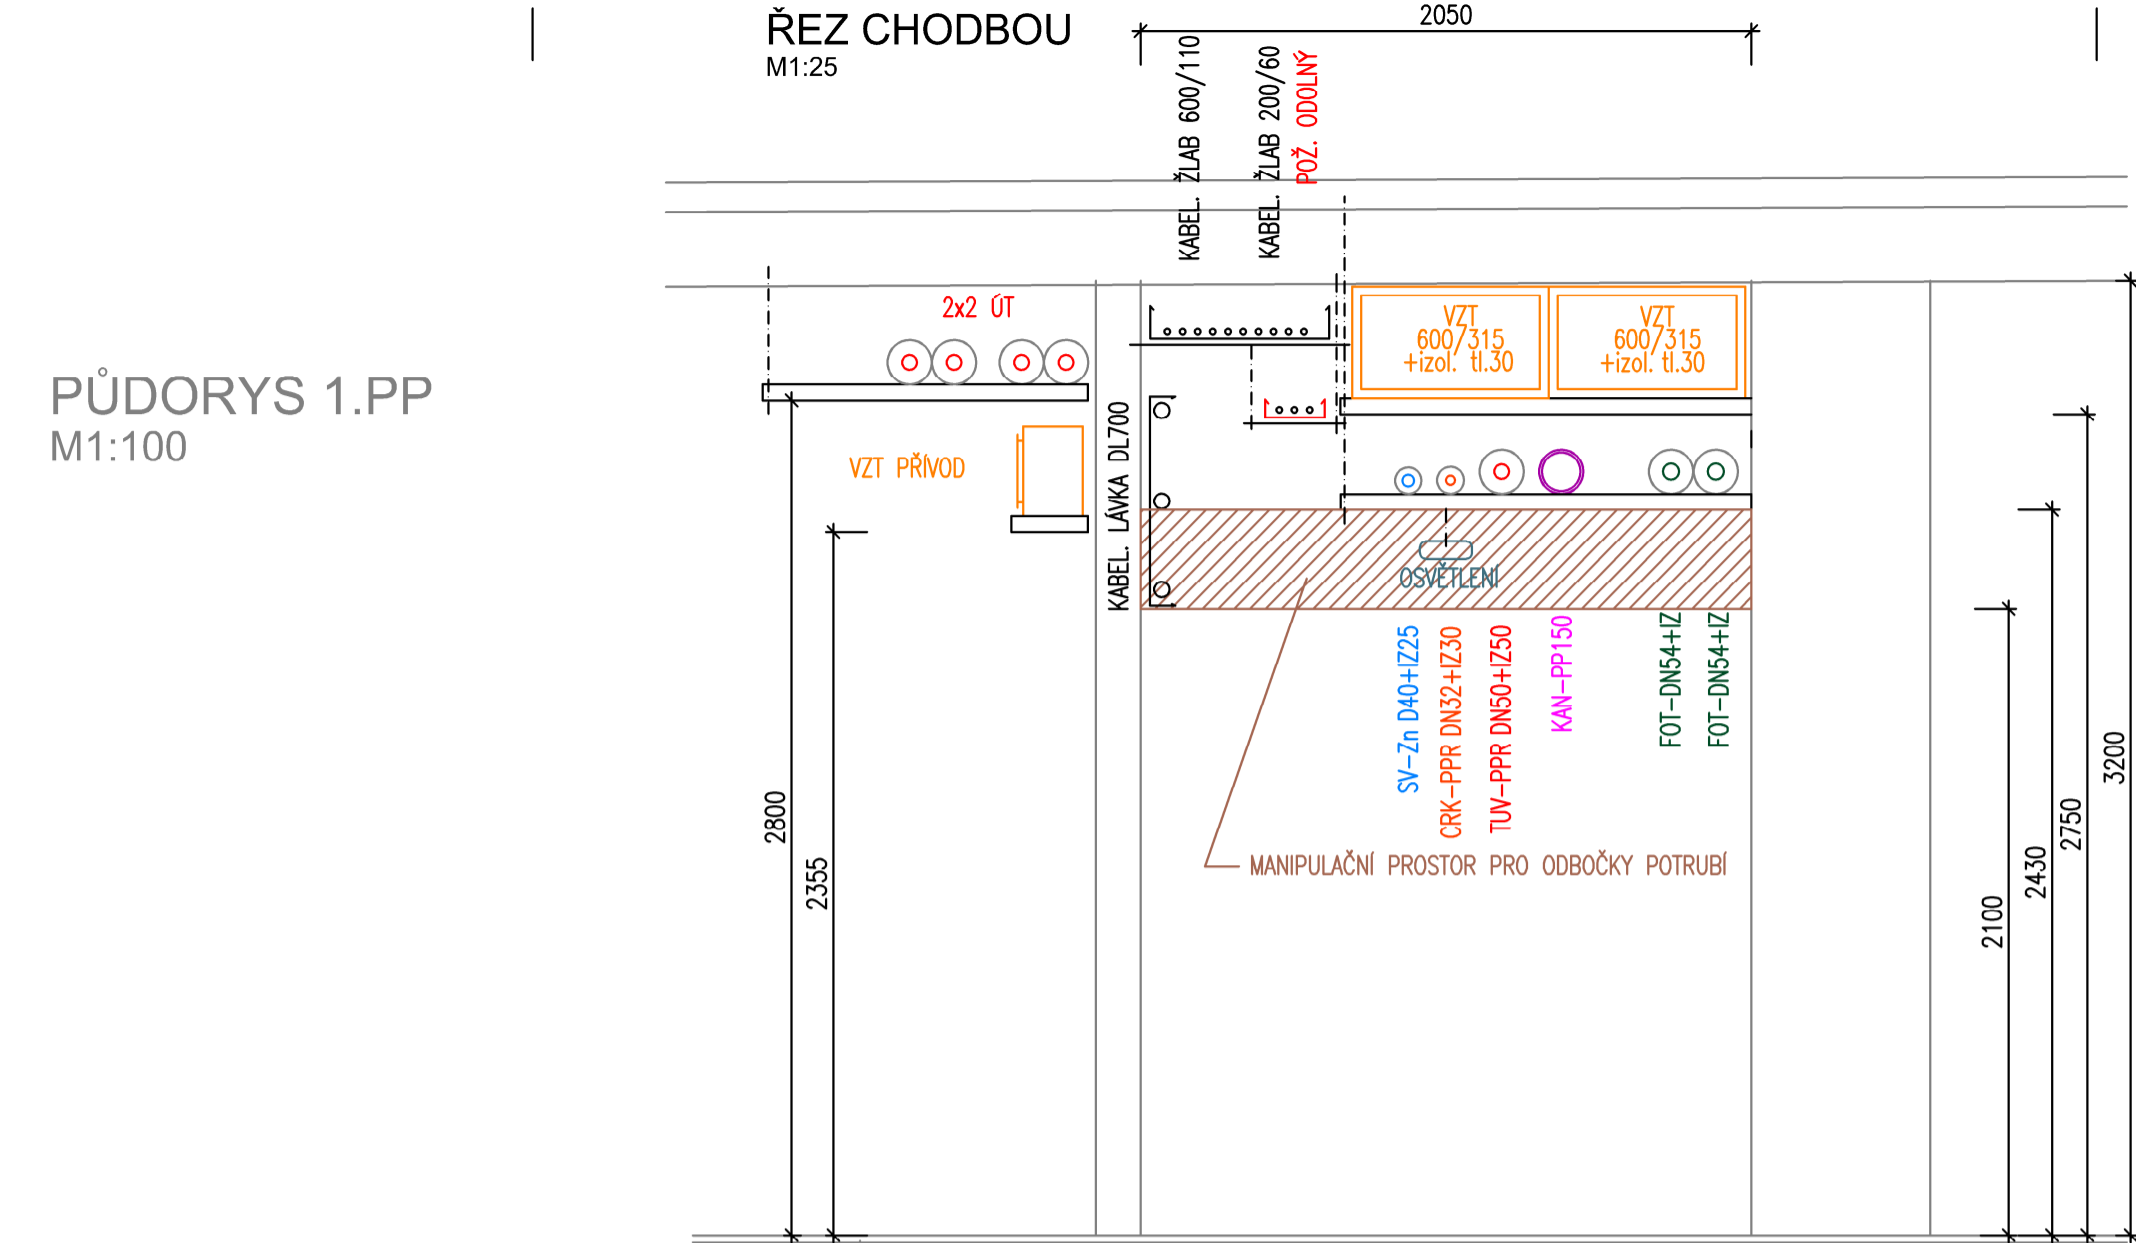 ŘEZ CHODBOU
M1:25
2050
KABEL. ŽLAB 600/110
KABEL. ŽLAB 200/60
POŽ. ODOLNÝ
PŮDORYS 1.PP
M1:100
2x2 ÚT
VZT
600/315
+izol. tl.30
VZT
600/315
+izol. tl.30
VZT PŘÍVOD
KABEL. LÁVKA DL700
OSVĚTLENÍ
SV-Zn D40+IZ25
CRK-PPR DN32+IZ30
TUV-PPR DN50+IZ50
KAN-PP150
FOT-DN54+IZ
FOT-DN54+IZ
MANIPULAČNÍ PROSTOR PRO ODBOČKY POTRUBÍ
2800
2355
2100
2430
2750
3200